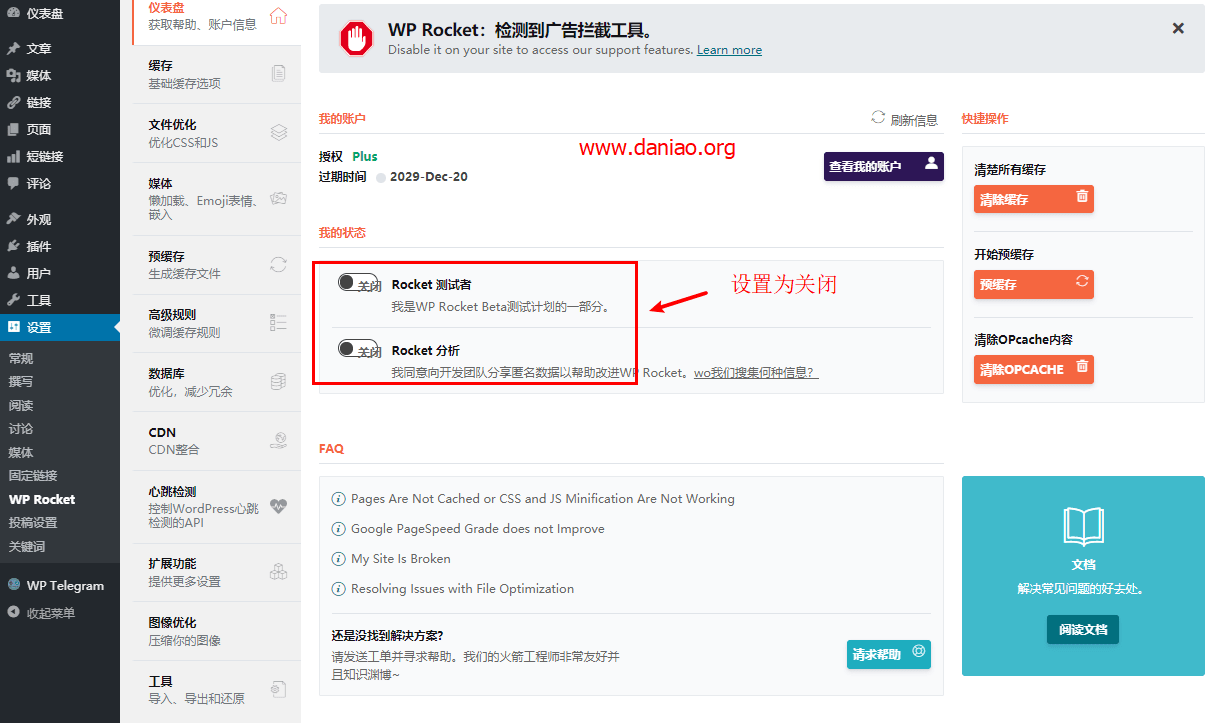 仪表盘
文章
媒体
链接
页面
短链接
评论
外观
插件
用户
工具
设置
常规
撰写
阅读
讨论
媒体
固定链接
WP Rocket
投稿设置
关键词
WP Telegram
收起菜单
仪表盘
获取帮助、账户信息
缓存
基础缓存选项
文件优化
优化CSS和JS
媒体
懒加载、Emoji表情、
嵌入
预缓存
生成缓存文件
高级规则
微调缓存规则
数据库
优化，减少冗余
CDN
CDN整合
心跳检测
控制WordPress心跳
检测的API
扩展功能
提供更多设置
图像优化
压缩你的图像
工具
导入、导出和还原
WP Rocket：检测到广告拦截工具。
Disable it on your site to access our support features. Learn more
我的账户
刷新信息
授权 Plus
过期时间 2029-Dec-20
www.daniao.org
查看我的账户
我的状态
关闭 Rocket 测试者
我是WP Rocket Beta测试计划的一部分。
设置为关闭
关闭 Rocket 分析
我同意向开发团队分享匿名数据以帮助改进WP Rocket。wo我们搜集何种信息？
FAQ
Pages Are Not Cached or CSS and JS Minification Are Not Working
Google PageSpeed Grade does not Improve
My Site Is Broken
Resolving Issues with File Optimization
还是没找到解决方案？
请发送工单并寻求帮助。我们的火箭工程师非常友好并
且知识渊博~
请求帮助
快捷操作
清楚所有缓存
清除缓存
开始预缓存
预缓存
清除OPcache内容
清除OPCACHE
文档
解决常见问题的好去处。
阅读文档